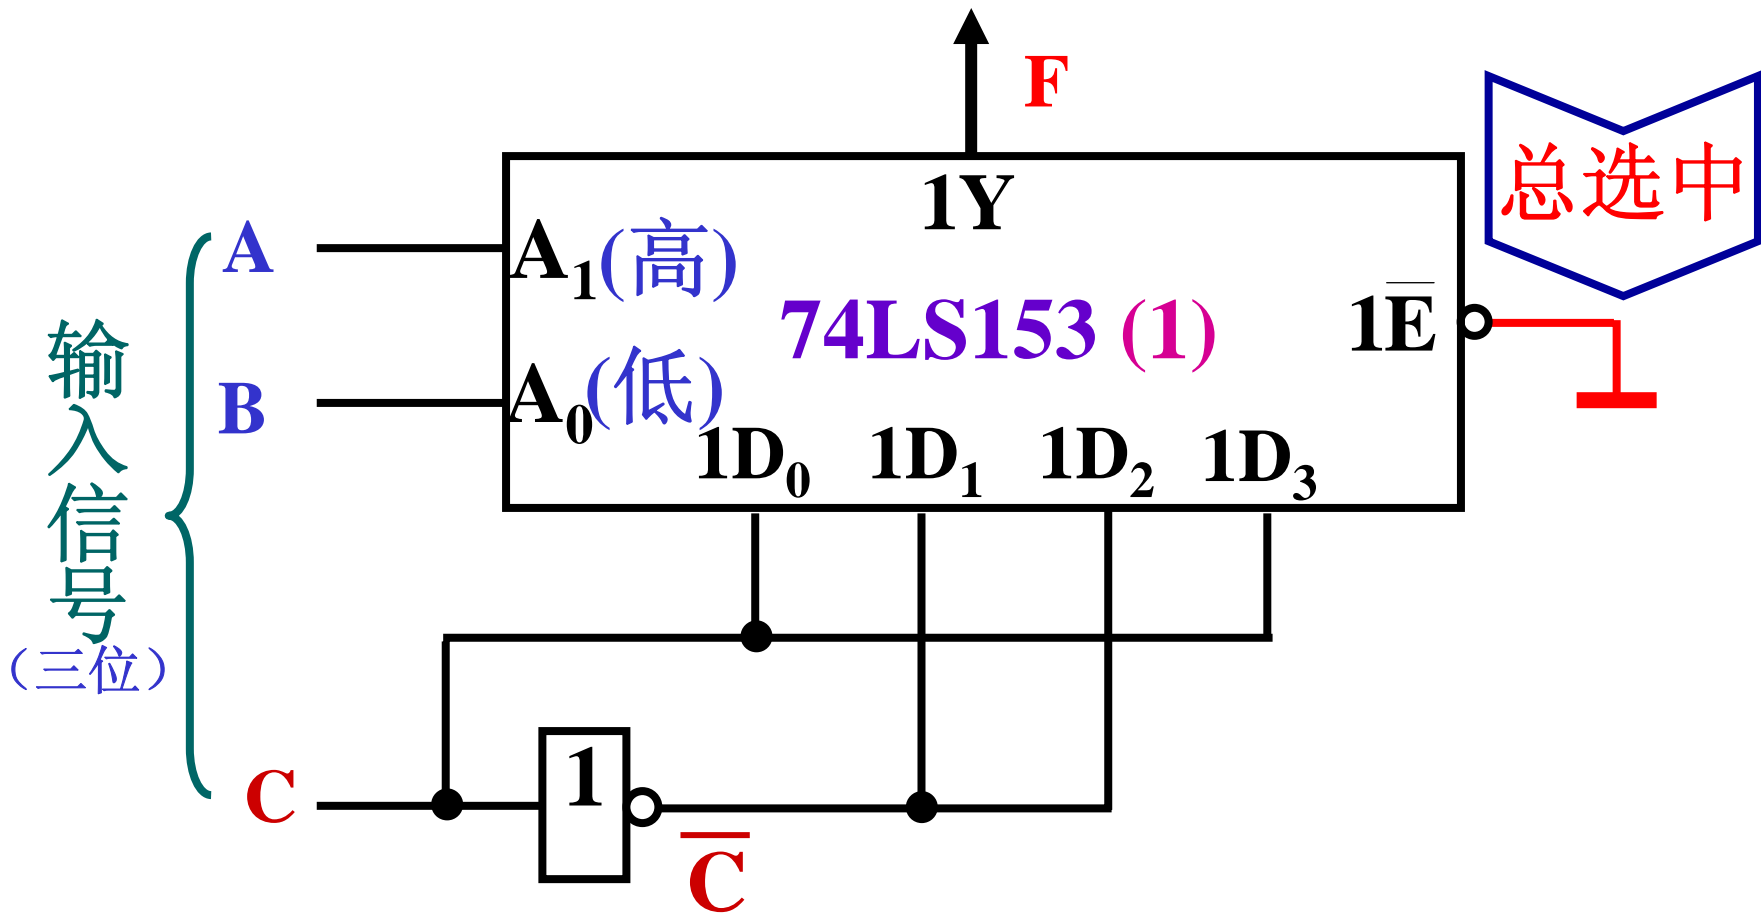 F
总选中
1Y
A
A₁(高)
74LS153 (1)
1E̅
B
A₀(低)
1D₀ 1D₁ 1D₂ 1D₃
输入信号
(三位)
C
1
C̅